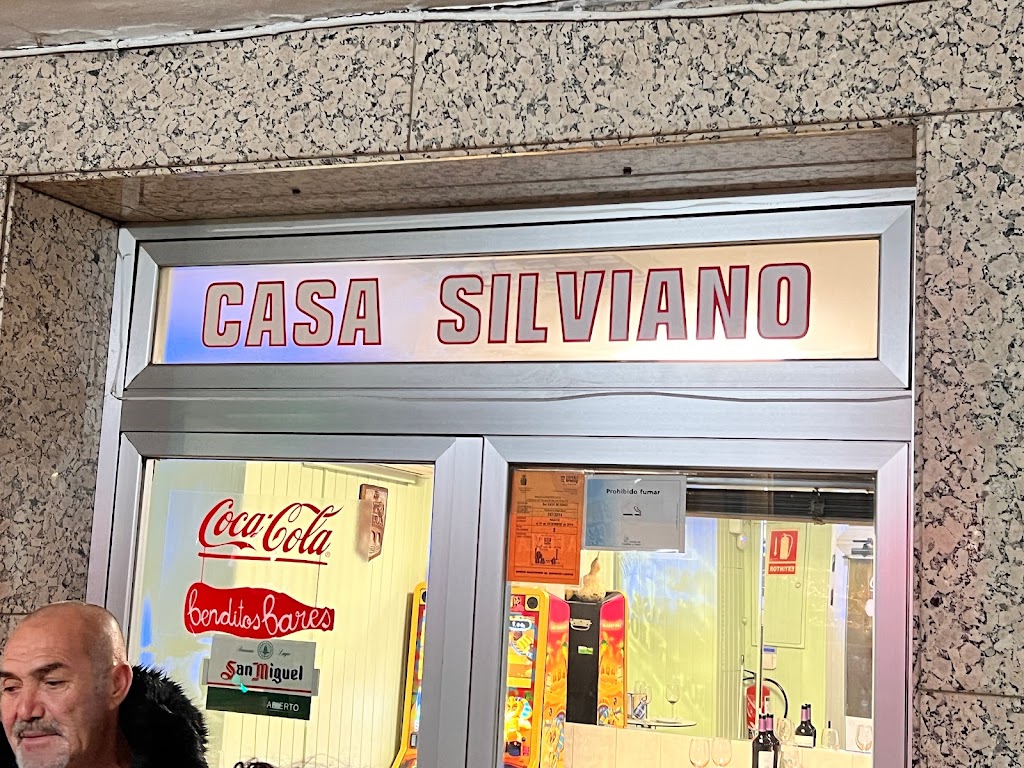 CASA SILVIANO
Coca-Cola
benditos bares
San Miguel
ABIERTO
Prohibido fumar
EXTINTOR